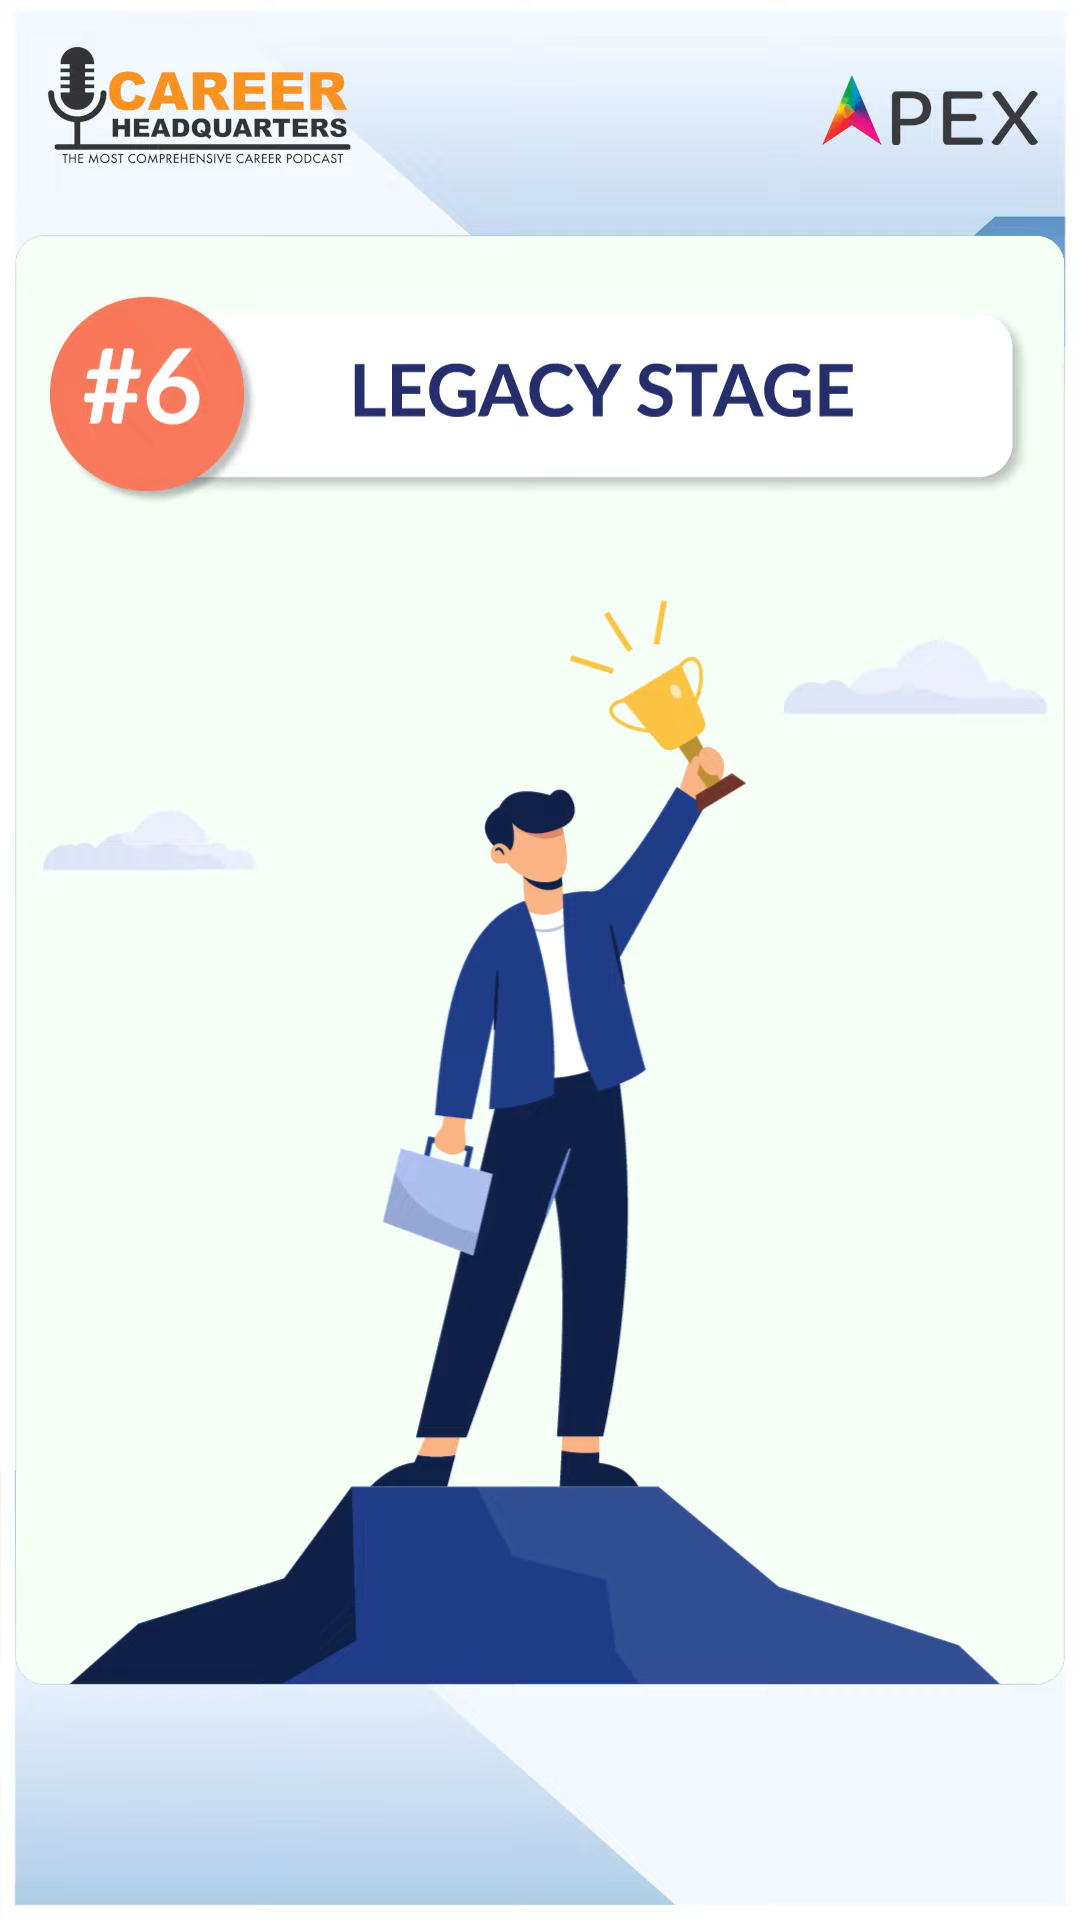 CAREER
HEADQUARTERS
THE MOST COMPREHENSIVE CAREER PODCAST
APEX
#6
LEGACY STAGE